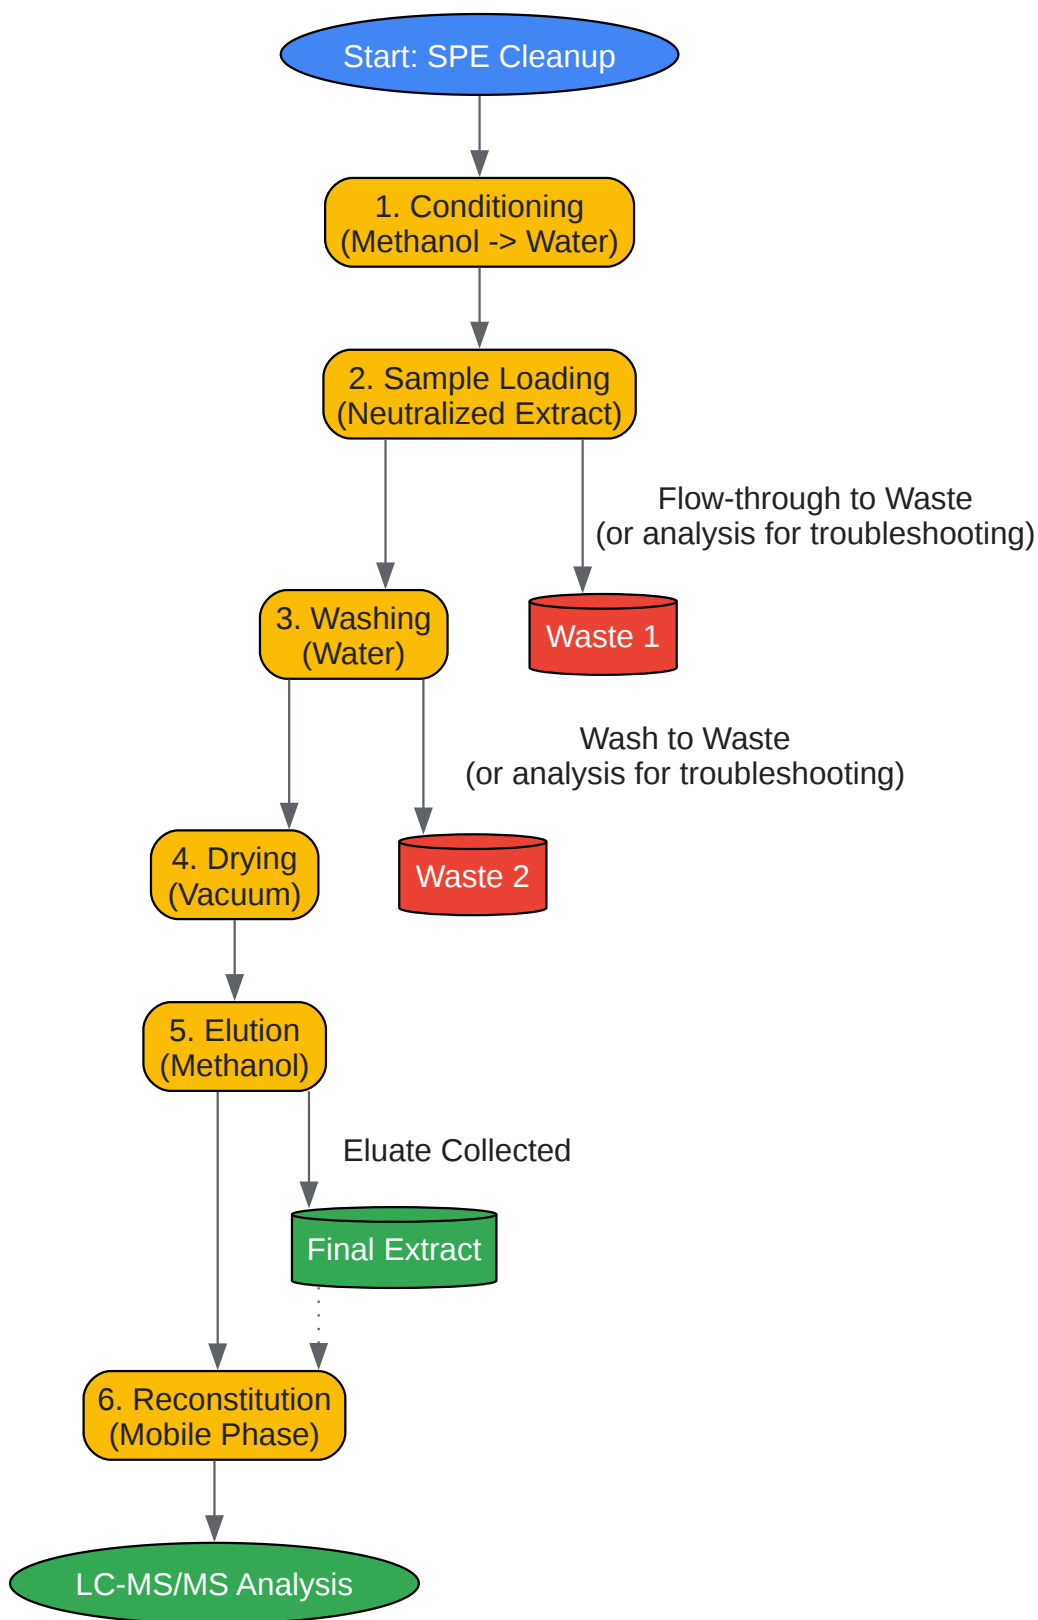 Start: SPE Cleanup
1. Conditioning
(Methanol -> Water)
2. Sample Loading
(Neutralized Extract)
Flow-through to Waste
(or analysis for troubleshooting)
3. Washing
(Water)
Waste 1
Wash to Waste
(or analysis for troubleshooting)
4. Drying
(Vacuum)
Waste 2
5. Elution
(Methanol)
Eluate Collected
Final Extract
6. Reconstitution
(Mobile Phase)
LC-MS/MS Analysis